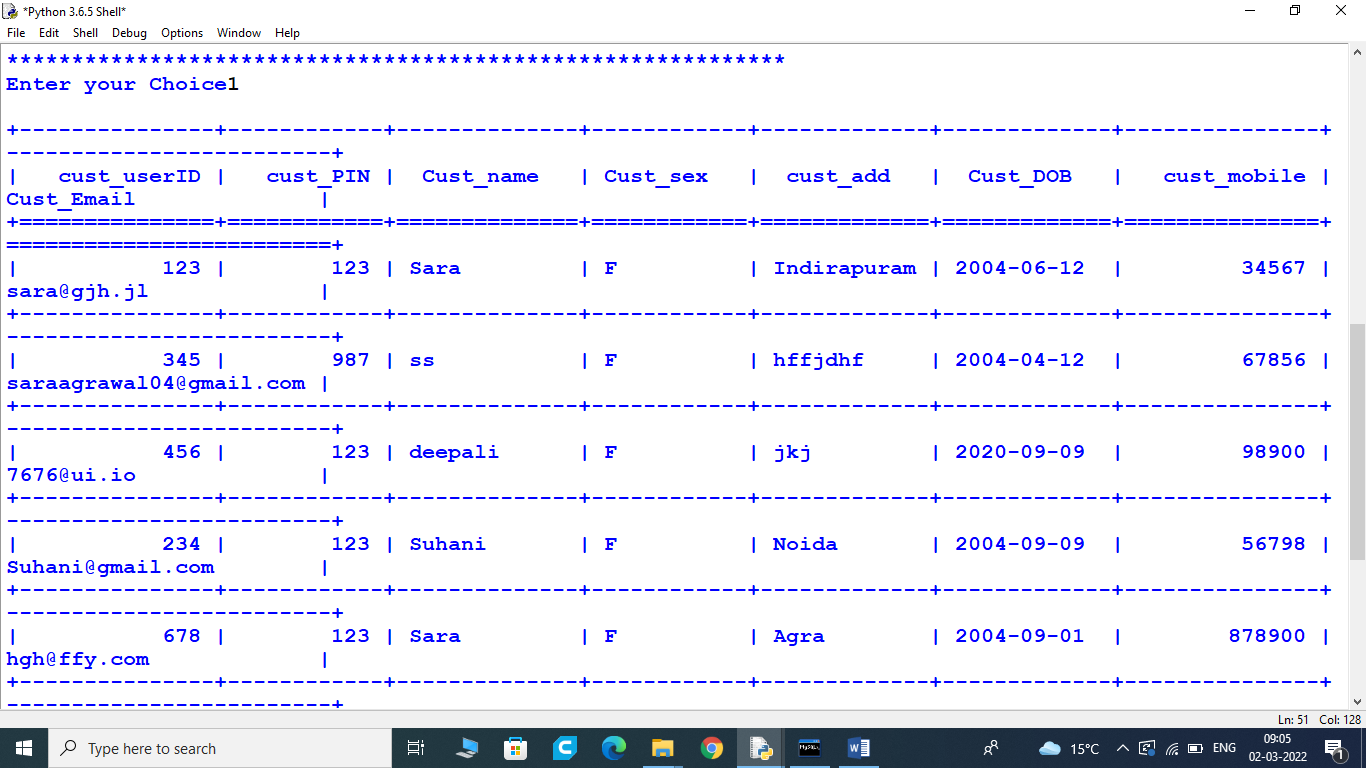 *Python 3.6.5 Shell*
File Edit Shell Debug Options Window Help
************************************************************
Enter your Choice1
+---------------+------------+--------------+------------+-------------+-------------+---------------+
-------------------------+
|   cust_userID |   cust_PIN |  Cust_name   | Cust_sex   |  cust_add   |  Cust_DOB   |   cust_mobile |
Cust_Email              |
+===============+============+==============+============+=============+=============+===============+
=========================+
|           123 |        123 | Sara         | F          | Indirapuram | 2004-06-12  |         34567 |
sara@gjh.jl             |
+---------------+------------+--------------+------------+-------------+-------------+---------------+
-------------------------+
|           345 |        987 | ss           | F          | hffjdhf     | 2004-04-12  |         67856 |
saraagrawal04@gmail.com |
+---------------+------------+--------------+------------+-------------+-------------+---------------+
-------------------------+
|           456 |        123 | deepali      | F          | jkj         | 2020-09-09  |         98900 |
7676@ui.io              |
+---------------+------------+--------------+------------+-------------+-------------+---------------+
-------------------------+
|           234 |        123 | Suhani       | F          | Noida       | 2004-09-09  |         56798 |
Suhani@gmail.com        |
+---------------+------------+--------------+------------+-------------+-------------+---------------+
-------------------------+
|           678 |        123 | Sara         | F          | Agra        | 2004-09-01  |        878900 |
hgh@ffy.com             |
+---------------+------------+--------------+------------+-------------+-------------+---------------+
-------------------------+
Ln: 51 Col: 128
Type here to search
MySQL
15°C
ENG
09:05
02-03-2022
1